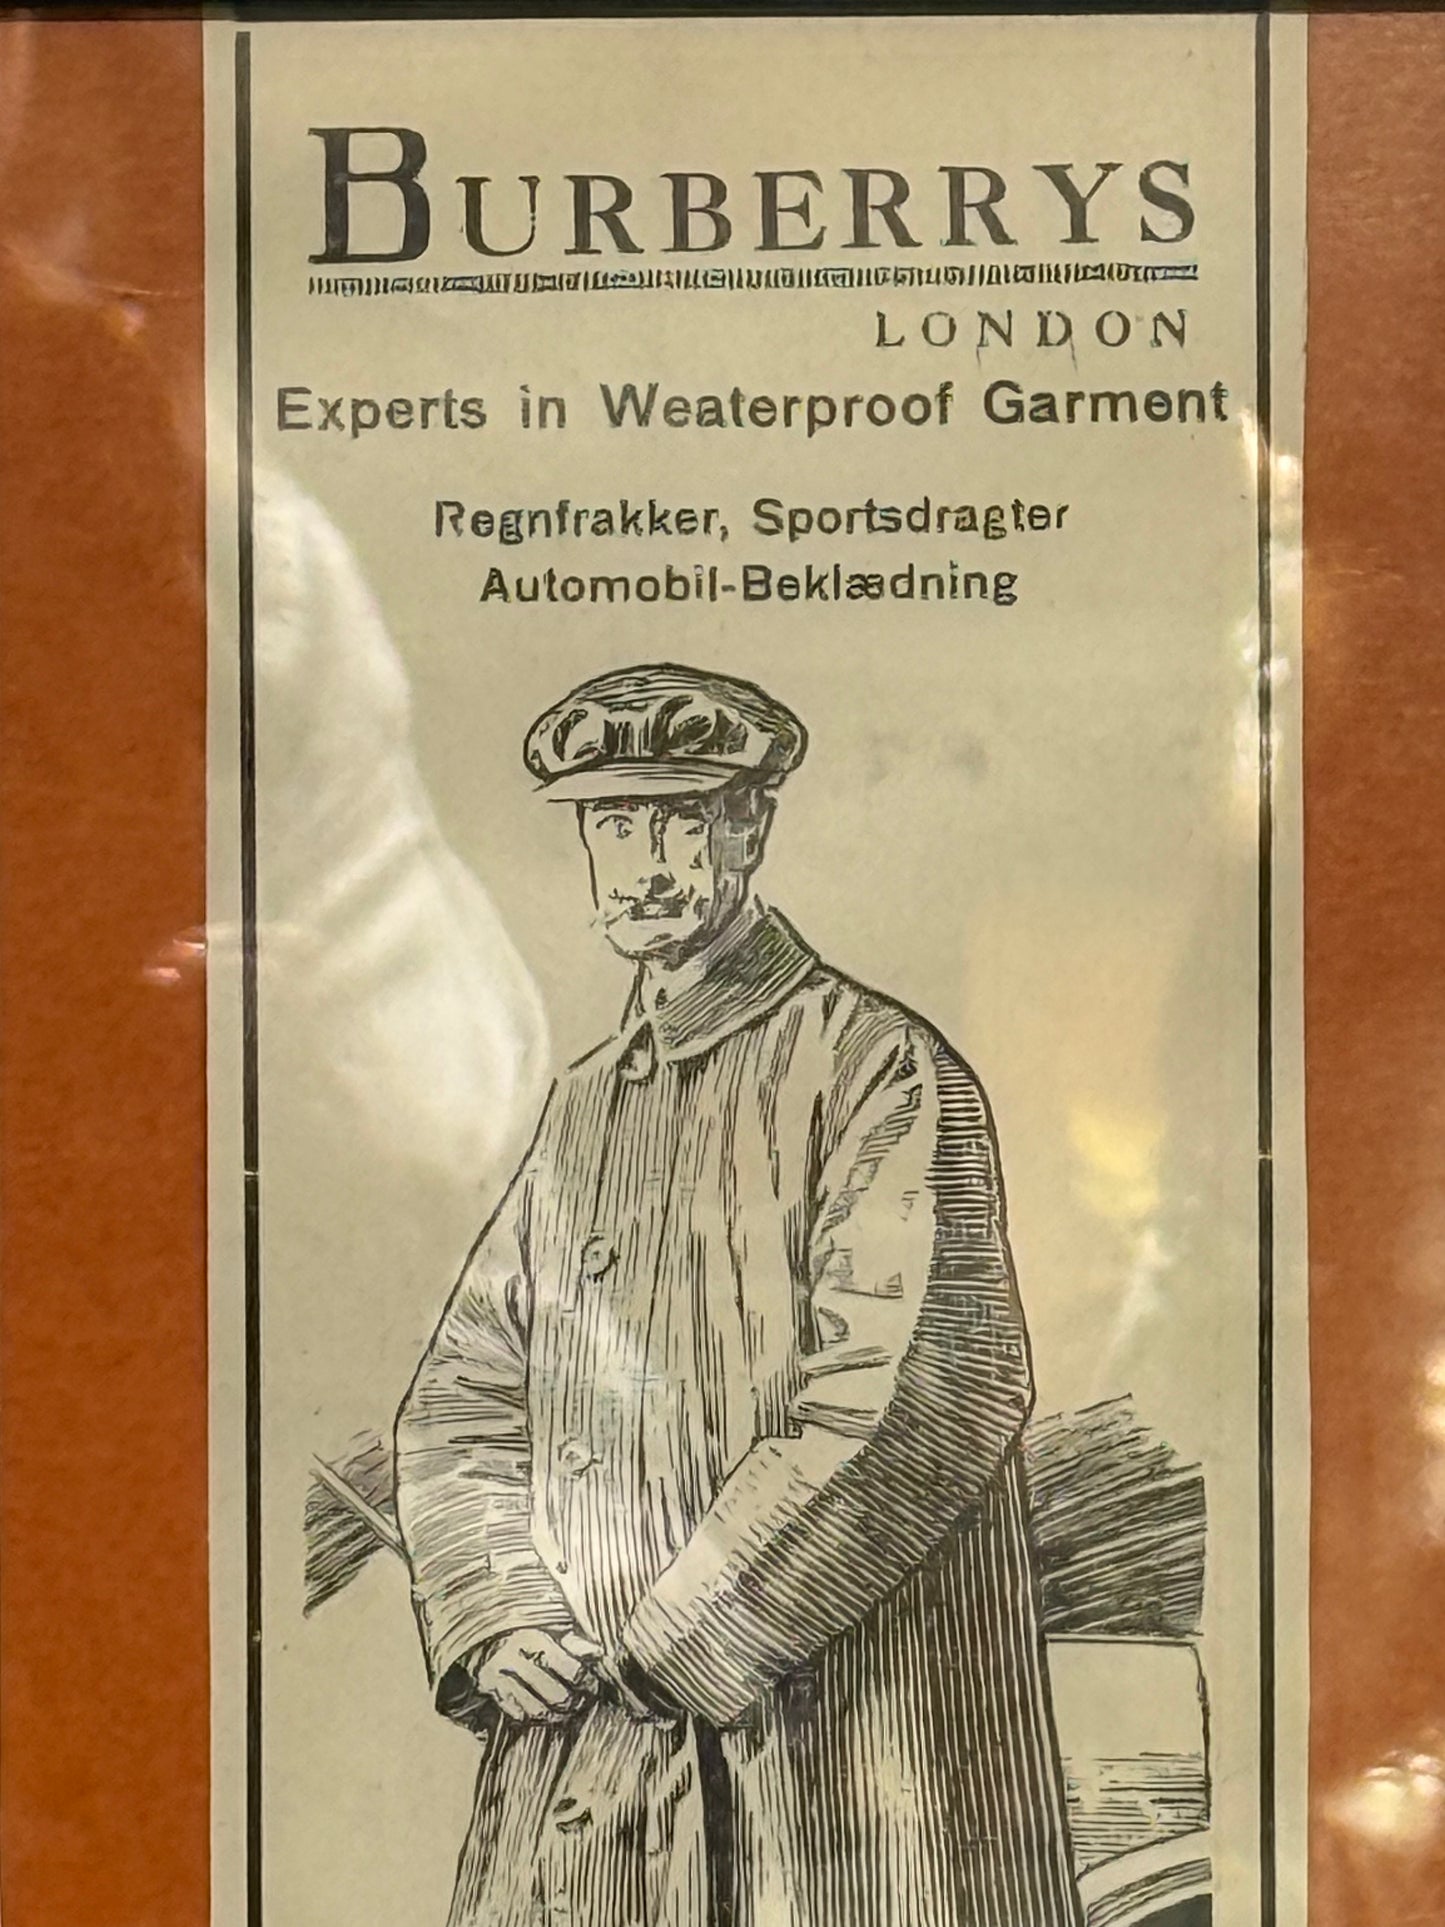 BURBERRYS
LONDON
Experts in Weaterproof Garment
Regnfrakker, Sportsdragter
Automobil-Beklædning